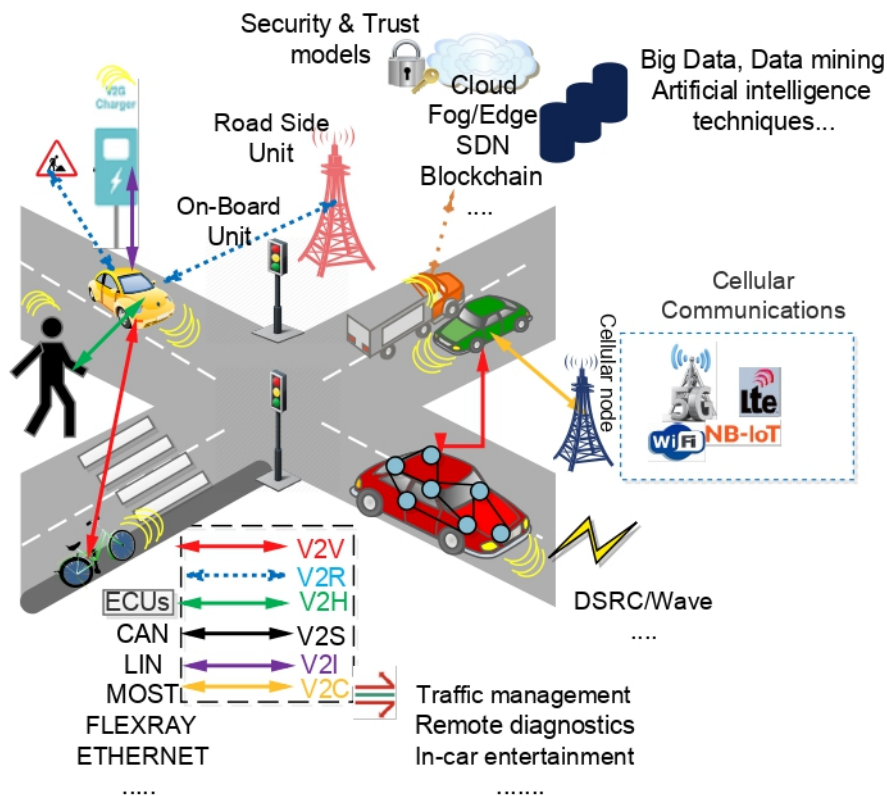 Security & Trust
models
Cloud
Fog/Edge
SDN
Blockchain
....
Big Data, Data mining
Artificial intelligence
techniques...
V2G
Charger
Road Side
Unit
On-Board
Unit
Cellular
Communications
Cellular node
5G
Lte
WiFi
NB-IoT
V2V
V2R
ECUs
V2H
CAN
V2S
LIN
V2I
MOST
V2C
FLEXRAY
ETHERNET
.....
DSRC/Wave
....
Traffic management
Remote diagnostics
In-car entertainment
.......